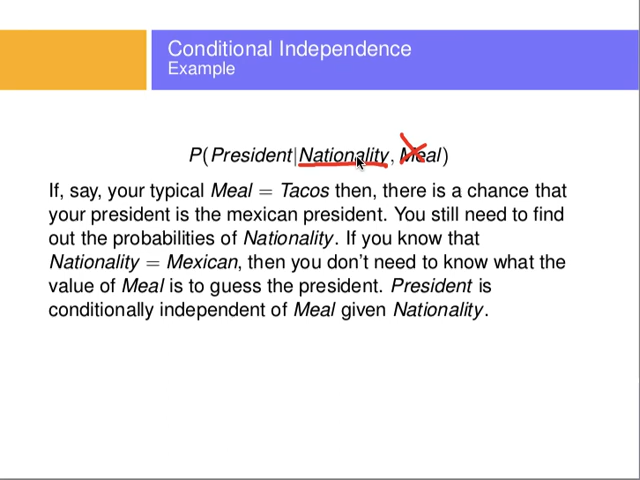 Conditional Independence
Example
P(President|Nationality, Meal)
If, say, your typical Meal = Tacos then, there is a chance that
your president is the mexican president. You still need to find
out the probabilities of Nationality. If you know that
Nationality = Mexican, then you don't need to know what the
value of Meal is to guess the president. President is
conditionally independent of Meal given Nationality.